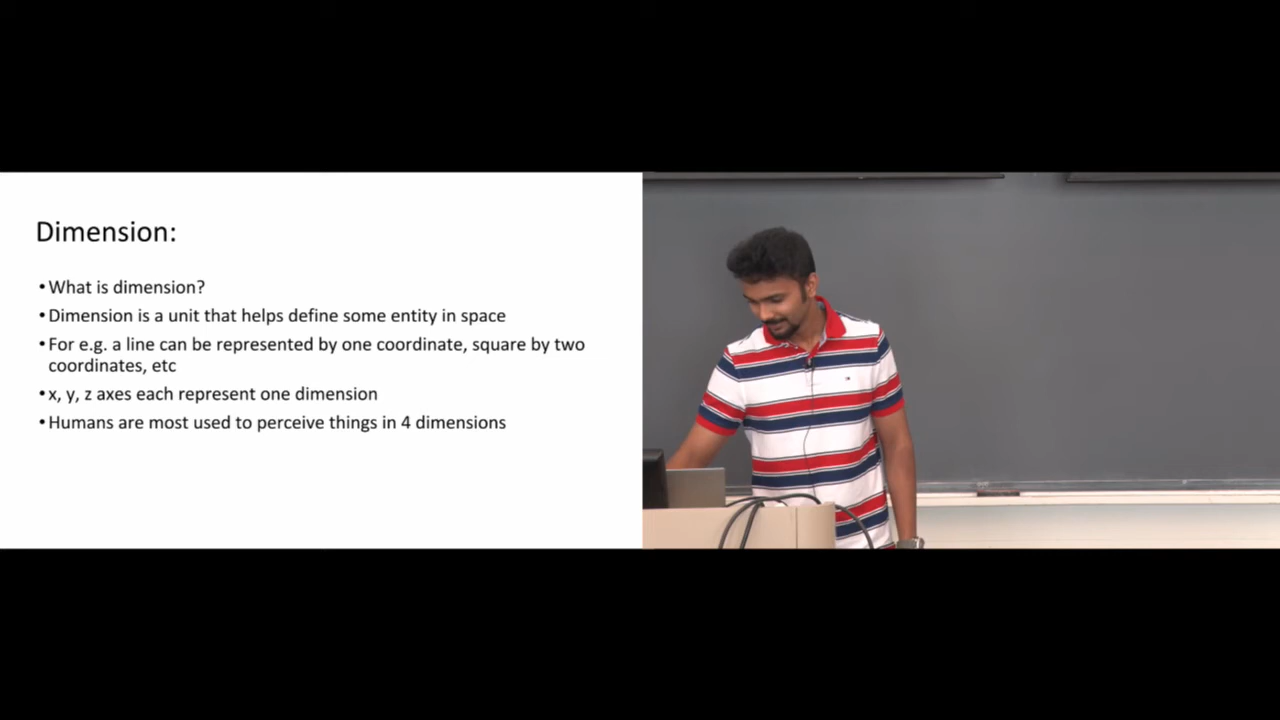 Dimension:
•What is dimension?
•Dimension is a unit that helps define some entity in space
•For e.g. a line can be represented by one coordinate, square by two
coordinates, etc
•x, y, z axes each represent one dimension
•Humans are most used to perceive things in 4 dimensions